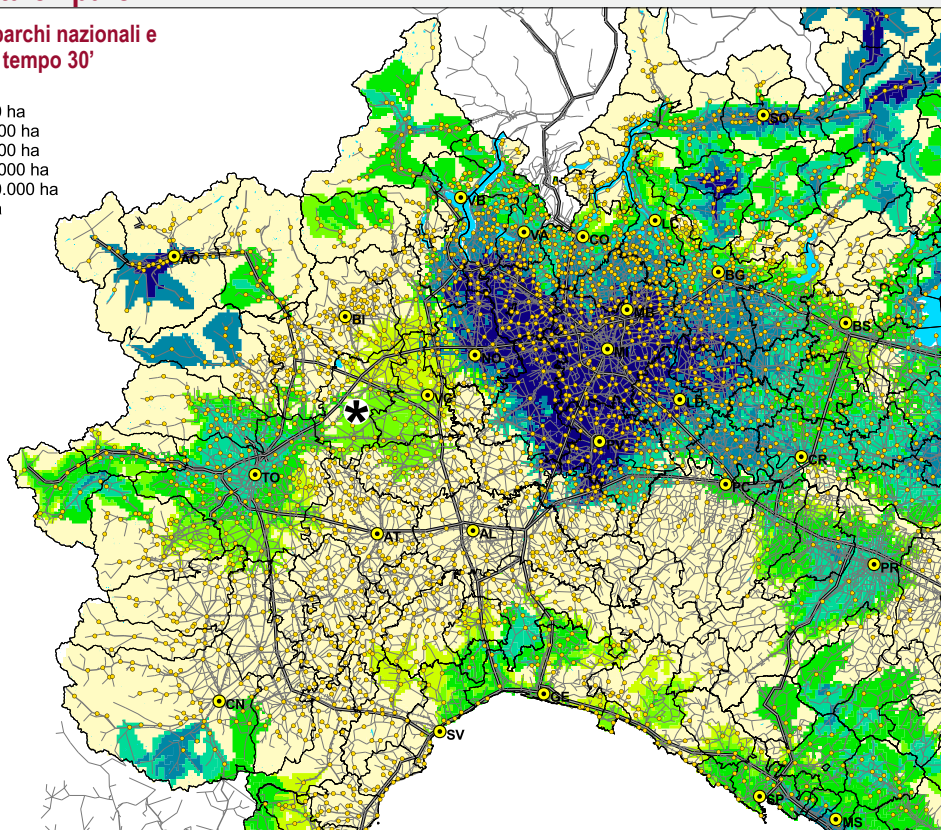 parchi nazionali e
tempo 30’
0 ha
00 ha
00 ha
000 ha
0.000 ha
SO
VB
VA
CO
AO
BG
BI
MB
BS
NO
MI
VC
*
CR
TO
PC
AT
AL
PR
CN
GE
SV
SP
MS